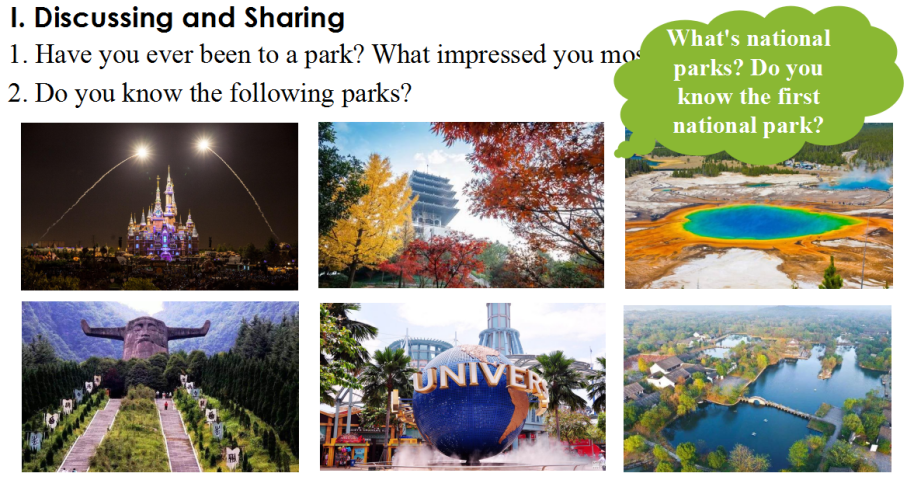 I. Discussing and Sharing
1. Have you ever been to a park? What impressed you mos
2. Do you know the following parks?
What's national
parks? Do you
know the first
national park?
UNIVER